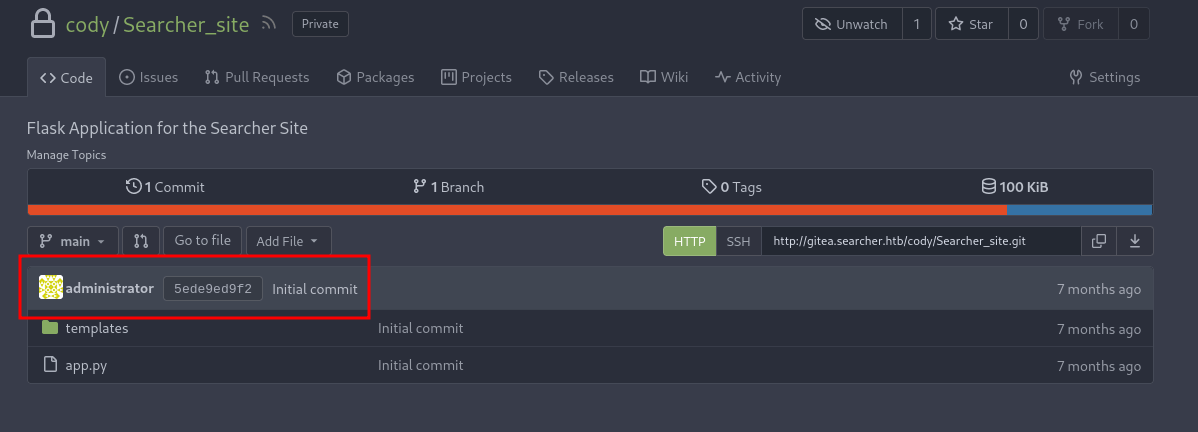 cody/Searcher_site Private Unwatch 1 Star 0 Fork 0
Code Issues Pull Requests Packages Projects Releases Wiki Activity Settings
Flask Application for the Searcher Site
Manage Topics
1 Commit 1 Branch 0 Tags 100 KiB
main Go to file Add File HTTP SSH http://gitea.searcher.htb/cody/Searcher_site.git
administrator 5ede9ed9f2 Initial commit 7 months ago
templates Initial commit 7 months ago
app.py Initial commit 7 months ago